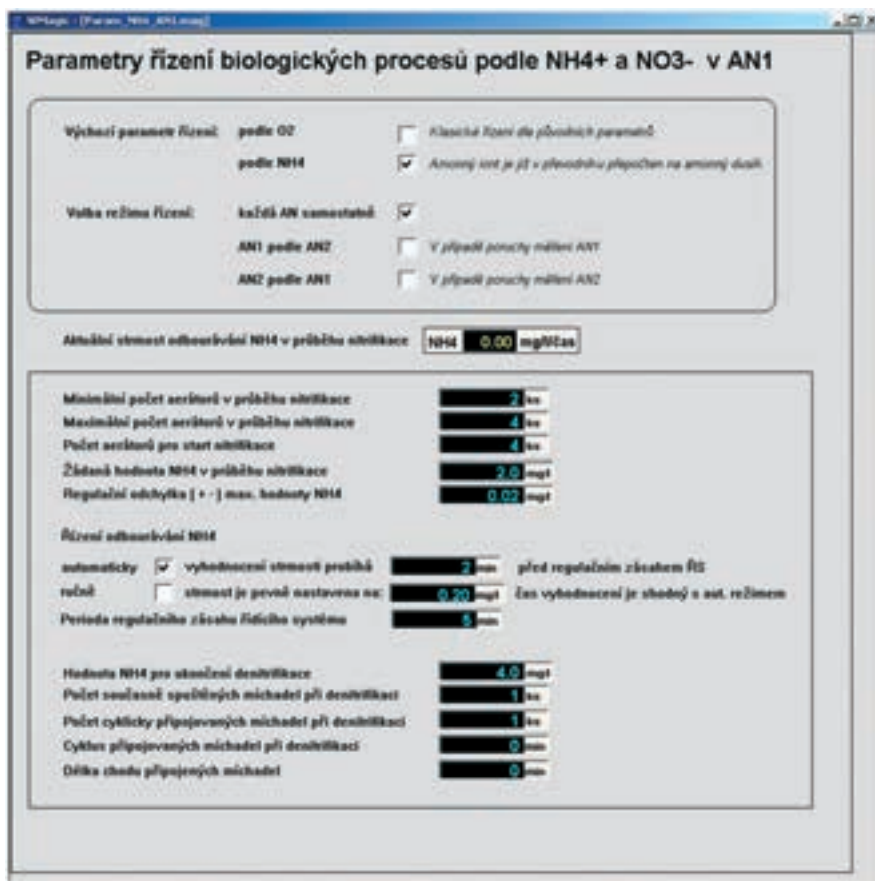 WMagic - [Param_NH4_AN1.mag]
Parametry řízení biologických procesů podle NH4+ a NO3- v AN1
Výchozí parametr řízení: podle O2 Klasické řízení dle původních parametrů
podle NH4 Amonný iont je již v převodníku přepočten na amonný dusík
Volba režimu řízení: každá AN samostatně
AN1 podle AN2 V případě poruchy měření AN1
AN2 podle AN1 V případě poruchy měření AN2
Aktuální strmost odbourávání NH4 v průběhu nitrifikace NH4 0.00 mg/l/čas
Minimální počet aerátorů v průběhu nitrifikace 2 ks
Maximální počet aerátorů v průběhu nitrifikace 4 ks
Počet aerátorů pro start nitrifikace 4 ks
Žádaná hodnota NH4 v průběhu nitrifikace 2.0 mg/l
Regulační odchylka ( + - ) max. hodnoty NH4 0.02 mg/l
Řízení odbourávání NH4
automaticky vyhodnocení strmosti probíhá 2 min před regulačním zásahem ŘS
ručně strmost je pevně nastavena na: 0.20 mg/l čas vyhodnocení je shodný s aut. režimem
Perioda regulačního zásahu řídícího systému 5 min
Hodnota NH4 pro ukončení denitrifikace 4.0 mg/l
Počet současně spuštěných míchadel při denitrifikaci 1 ks
Počet cyklicky připojovaných míchadel při denitrifikaci 1 ks
Cyklus připojovaných míchadel při denitrifikaci 0 min
Délka chodu připojených míchadel 0 min